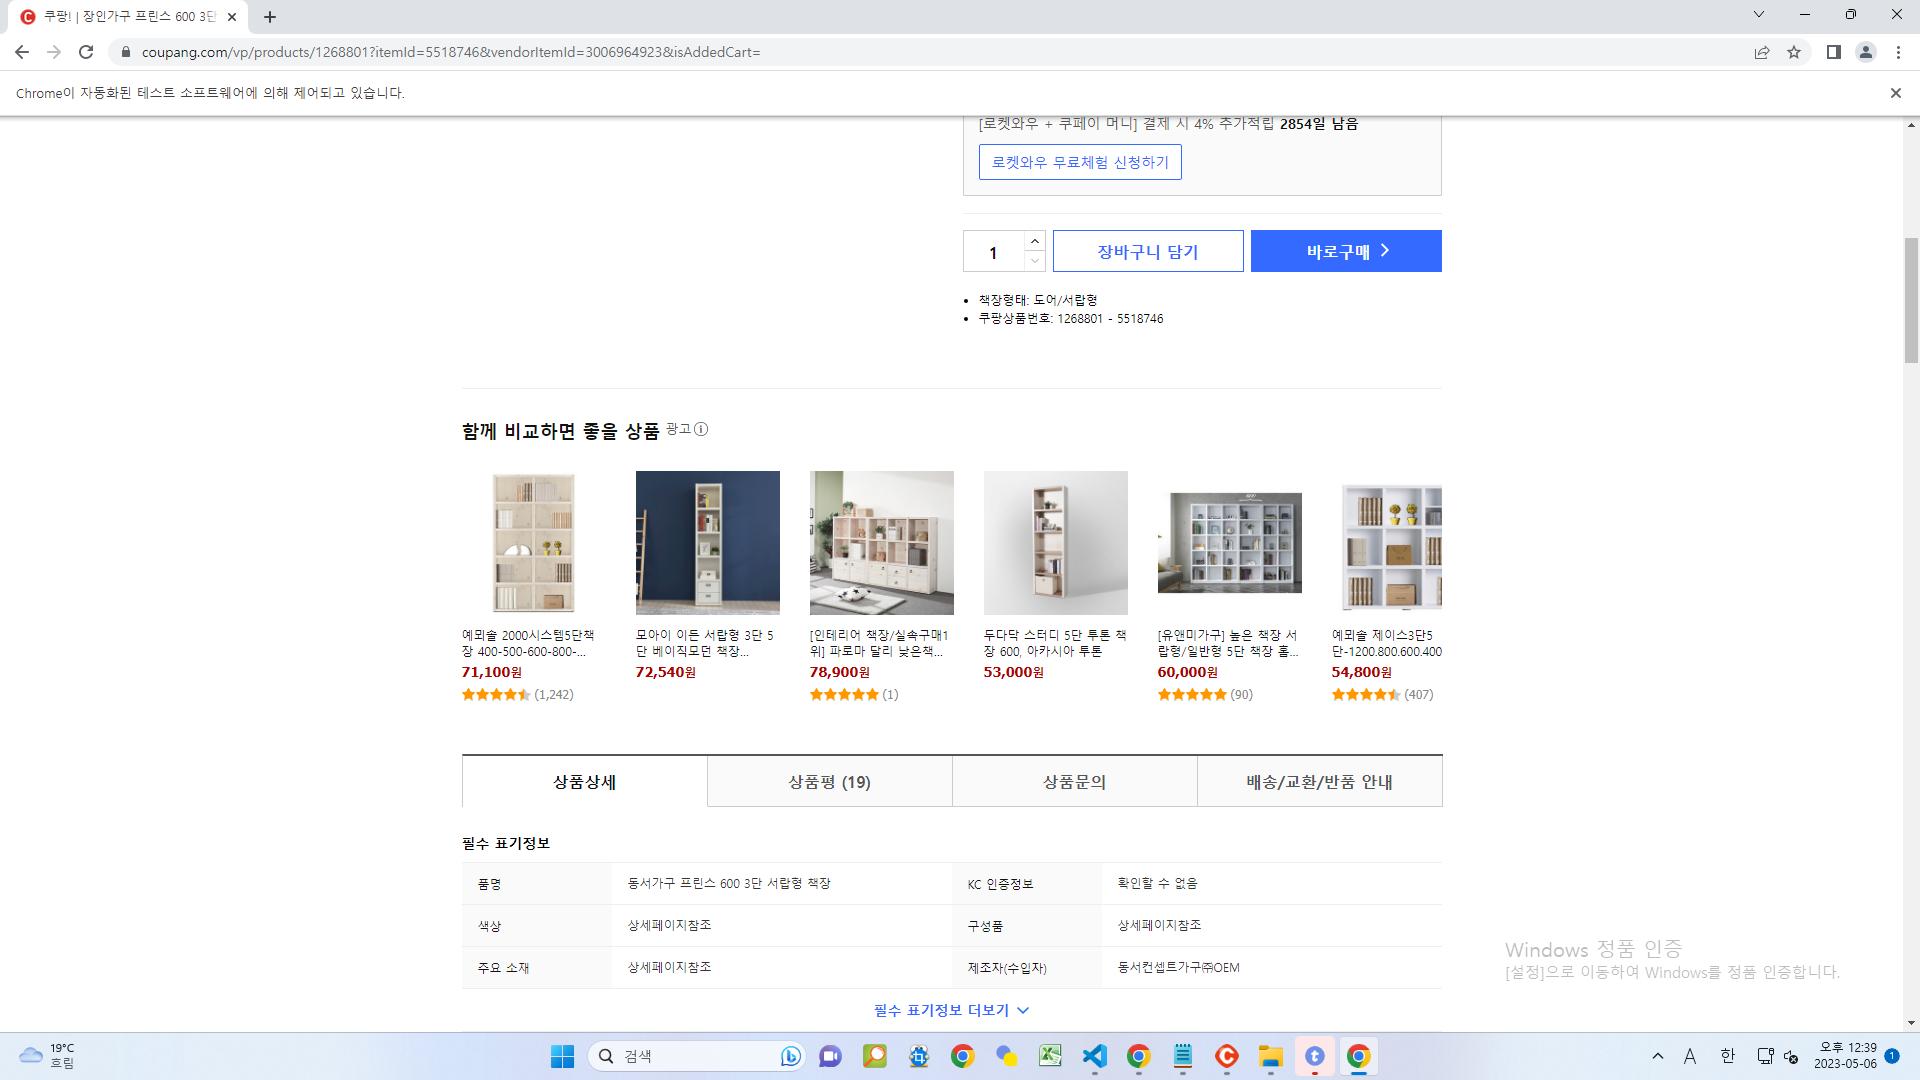 쿠팡! | 장인가구 프린스 600 3단
coupang.com/vp/products/1268801?itemId=5518746&vendorItemId=3006964923&isAddedCart=
Chrome이 자동화된 테스트 소프트웨어에 의해 제어되고 있습니다.
[로켓와우 + 쿠페이 머니] 결제 시 4% 추가적립 2854일 남음
로켓와우 무료체험 신청하기
1
장바구니 담기
바로구매
책장형태: 도어/서랍형
쿠팡상품번호: 1268801 - 5518746
함께 비교하면 좋을 상품 광고
예뫼솔 2000시스템5단책
장 400-500-600-800-...
71,100원
(1,242)
모아이 이든 서랍형 3단 5
단 베이직모던 책장...
72,540원
[인테리어 책장/실속구매1
위] 파로마 달리 낮은책...
78,900원
(1)
두다닥 스터디 5단 투톤 책
장 600, 아카시아 투톤
53,000원
[유앤미가구] 높은 책장 서
랍형/일반형 5단 책장 홈...
60,000원
(90)
예뫼솔 제이스3단5
단-1200.800.600.400
54,800원
(407)
상품상세
상품평 (19)
상품문의
배송/교환/반품 안내
필수 표기정보
품명
동서가구 프린스 600 3단 서랍형 책장
KC 인증정보
확인할 수 없음
색상
상세페이지참조
구성품
상세페이지참조
주요 소재
상세페이지참조
제조자(수입자)
동서컨셉트가구㈜OEM
필수 표기정보 더보기
Windows 정품 인증
[설정]으로 이동하여 Windows를 정품 인증합니다.
19°C
흐림
검색
A
한
오후 12:39
2023-05-06
1